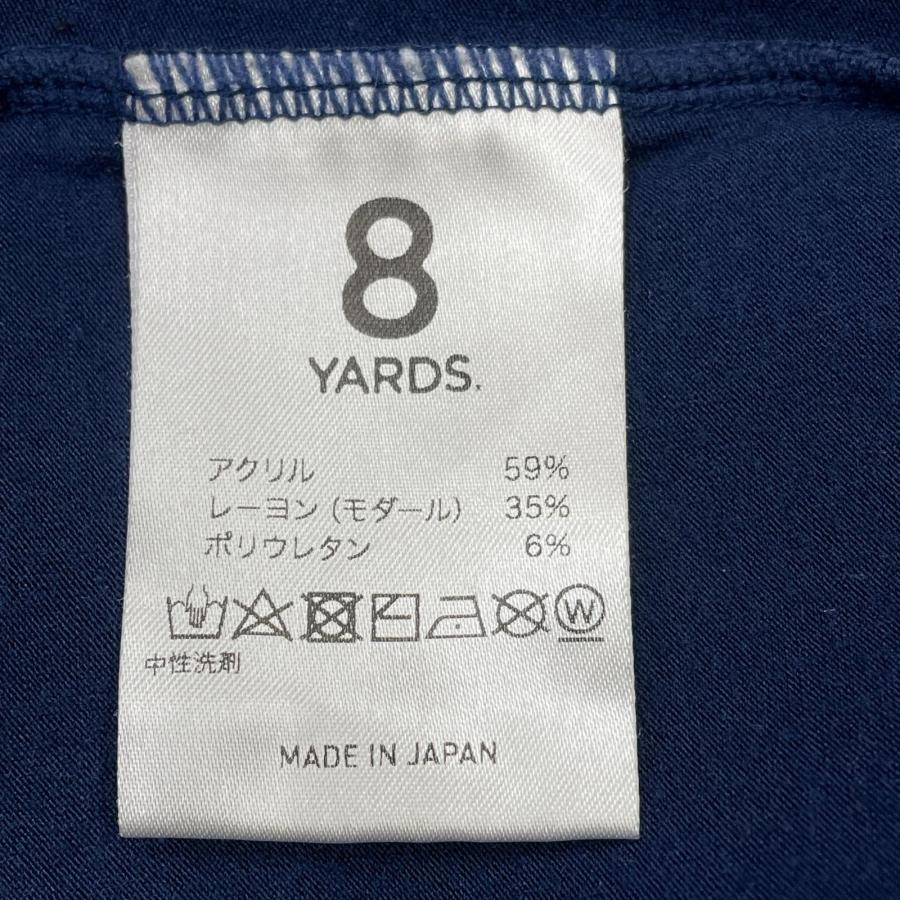 8
YARDS.
アクリル 59%
レーヨン (モダール) 35%
ポリウレタン 6%
W
中性洗剤
MADE IN JAPAN